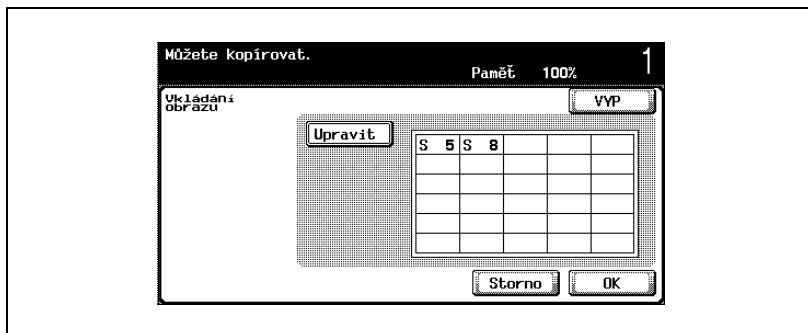 Můžete kopírovat.
Paměť 100% 1
Vkládání
obrazu
VYP
Upravit
S 5 S 8
Storno OK